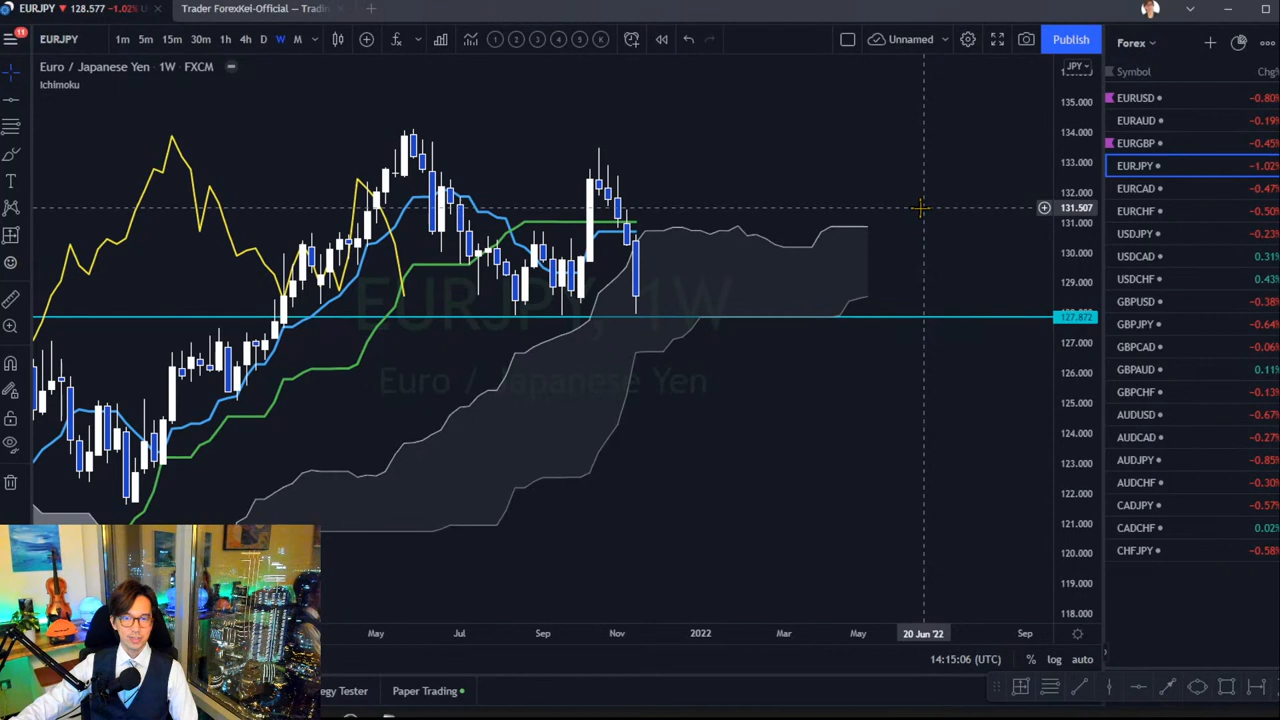 EURJPY ▼ 128.577 −1.02% U
Trader ForexKei-Official — Tradin
11
EURJPY 1m 5m 15m 30m 1h 4h D W M 1 2 3 4 5 K Unnamed Publish
Forex
Euro / Japanese Yen · 1W · FXCM
Ichimoku
JPY
135.000
134.000
133.000
132.000
131.507
131.000
130.000
129.000
127.872
127.000
126.000
125.000
124.000
123.000
122.000
121.000
120.000
119.000
118.000
EURJPY, 1W
Euro / Japanese Yen
Symbol Chg%
EURUSD −0.80%
EURAUD −0.19%
EURGBP −0.45%
EURJPY −1.02%
EURCAD −0.47%
EURCHF −0.50%
USDJPY −0.23%
USDCAD 0.31%
USDCHF 0.43%
GBPUSD −0.38%
GBPJPY −0.64%
GBPCAD −0.06%
GBPAUD 0.11%
GBPCHF −0.13%
AUDUSD −0.67%
AUDCAD −0.27%
AUDJPY −0.85%
AUDCHF −0.30%
CADJPY −0.57%
CADCHF 0.02%
CHFJPY −0.58%
May Jul Sep Nov 2022 Mar May 20 Jun '22 Sep
14:15:06 (UTC) % log auto
egy Tester Paper Trading